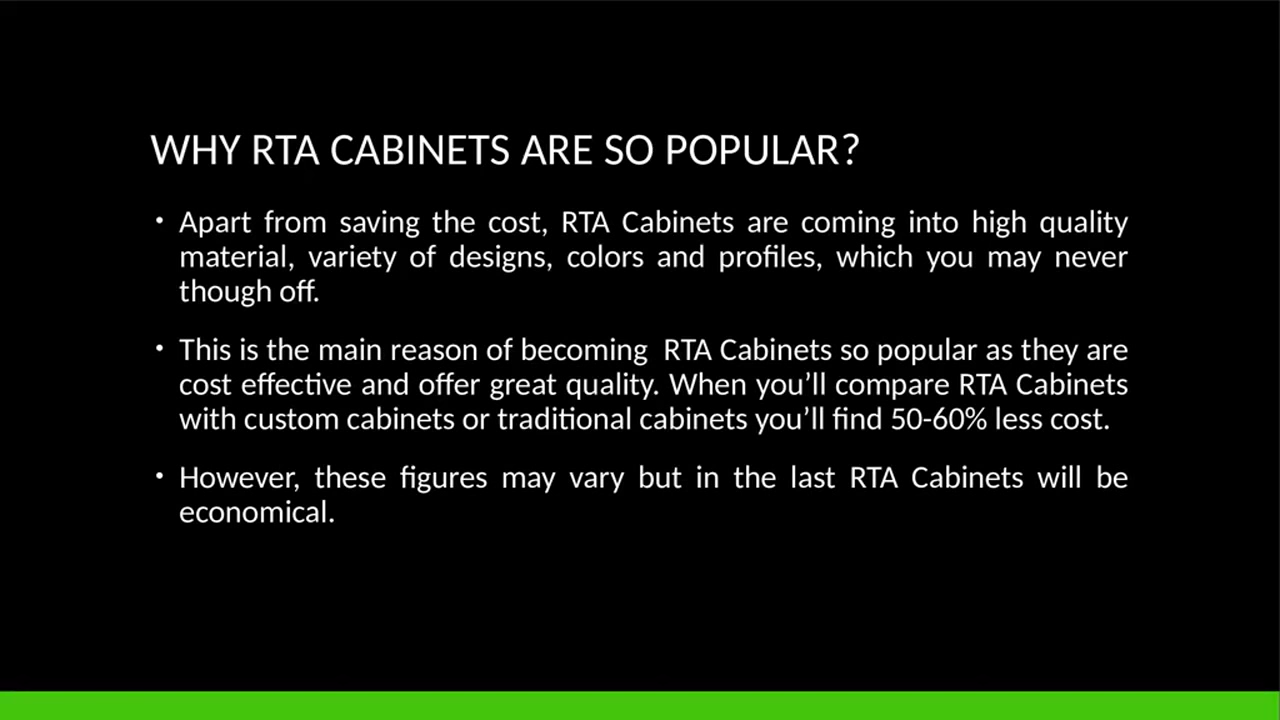 WHY RTA CABINETS ARE SO POPULAR?
• Apart from saving the cost, RTA Cabinets are coming into high quality
material, variety of designs, colors and profiles, which you may never
though off.
• This is the main reason of becoming  RTA Cabinets so popular as they are
cost effective and offer great quality. When you’ll compare RTA Cabinets
with custom cabinets or traditional cabinets you’ll find 50-60% less cost.
• However, these figures may vary but in the last RTA Cabinets will be
economical.